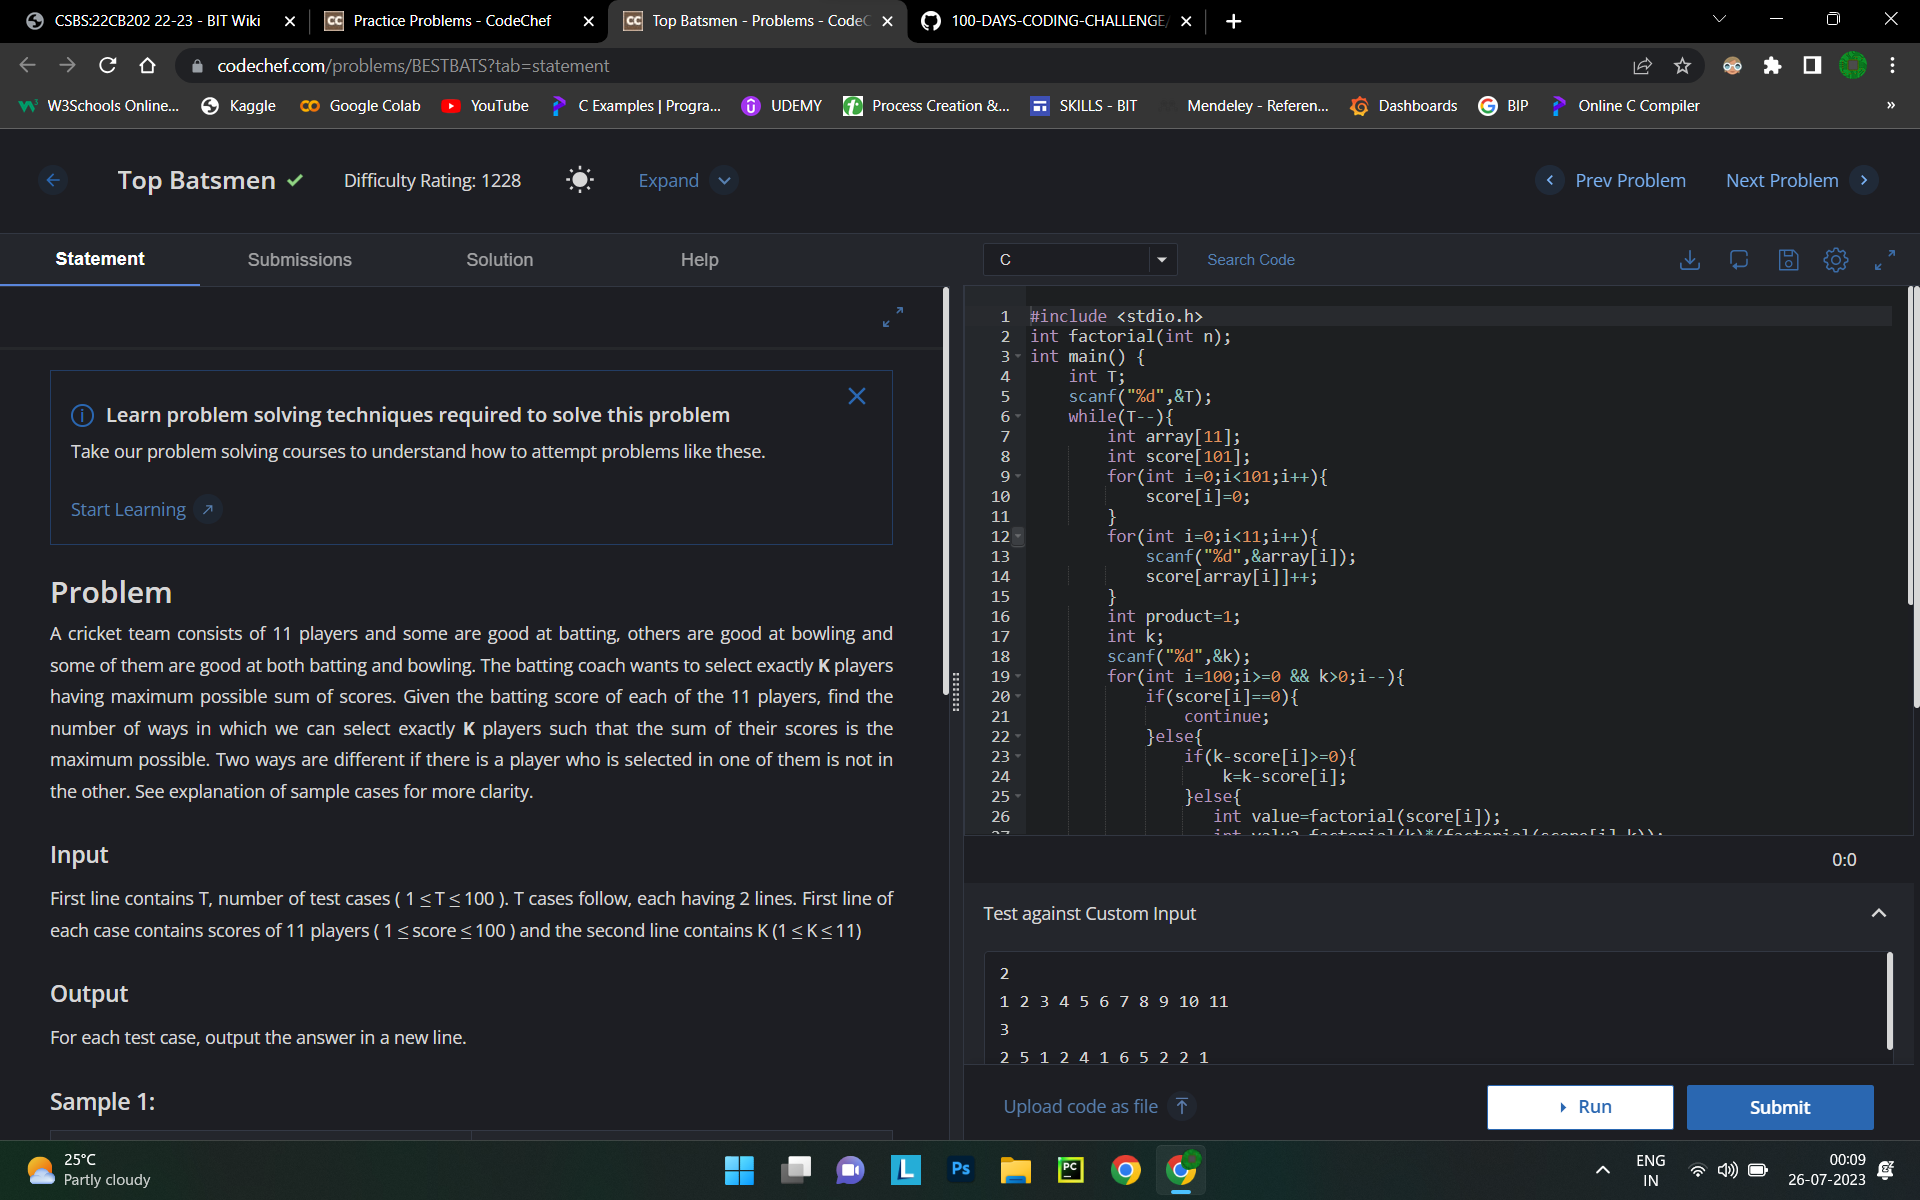 CSBS:22CB202 22-23 - BIT Wiki
Practice Problems - CodeChef
Top Batsmen - Problems - CodeC
100-DAYS-CODING-CHALLENGE/
codechef.com/problems/BESTBATS?tab=statement
W3Schools Online...
Kaggle
Google Colab
YouTube
C Examples | Progra...
UDEMY
Process Creation &...
SKILLS - BIT
Mendeley - Referen...
Dashboards
BIP
Online C Compiler
»
Top Batsmen
Difficulty Rating: 1228
Expand
Prev Problem
Next Problem
Statement
Submissions
Solution
Help
Learn problem solving techniques required to solve this problem
Take our problem solving courses to understand how to attempt problems like these.
Start Learning
Problem
A cricket team consists of 11 players and some are good at batting, others are good at bowling and
some of them are good at both batting and bowling. The batting coach wants to select exactly K players
having maximum possible sum of scores. Given the batting score of each of the 11 players, find the
number of ways in which we can select exactly K players such that the sum of their scores is the
maximum possible. Two ways are different if there is a player who is selected in one of them is not in
the other. See explanation of sample cases for more clarity.
Input
First line contains T, number of test cases ( 1 ≤ T ≤ 100 ). T cases follow, each having 2 lines. First line of
each case contains scores of 11 players ( 1 ≤ score ≤ 100 ) and the second line contains K (1 ≤ K ≤ 11)
Output
For each test case, output the answer in a new line.
Sample 1:
C
Search Code
1 #include <stdio.h>
2 int factorial(int n);
3 int main() {
4 int T;
5 scanf("%d",&T);
6 while(T--){
7 int array[11];
8 int score[101];
9 for(int i=0;i<101;i++){
10 score[i]=0;
11 }
12 for(int i=0;i<11;i++){
13 scanf("%d",&array[i]);
14 score[array[i]]++;
15 }
16 int product=1;
17 int k;
18 scanf("%d",&k);
19 for(int i=100;i>=0 && k>0;i--){
20 if(score[i]==0){
21 continue;
22 }else{
23 if(k-score[i]>=0){
24 k=k-score[i];
25 }else{
26 int value=factorial(score[i]);
0:0
Test against Custom Input
2
1 2 3 4 5 6 7 8 9 10 11
3
2 5 1 2 4 1 6 5 2 2 1
Upload code as file
Run
Submit
25°C
Partly cloudy
L
Ps
PC
ENG
IN
00:09
26-07-2023